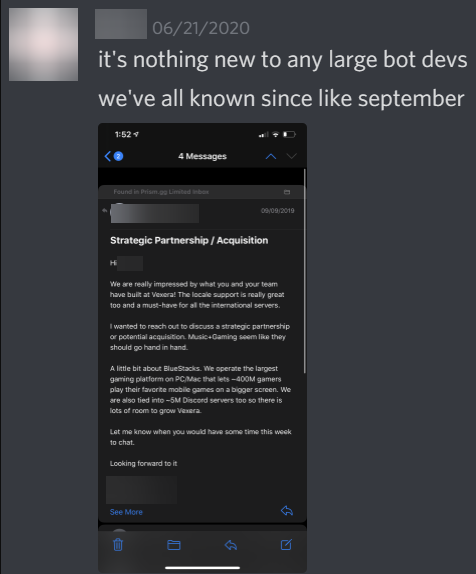 06/21/2020
it's nothing new to any large bot devs
we've all known since like september
1:52
2
4 Messages
Found in Prism.gg Limited Inbox
09/09/2019
Strategic Partnership / Acquisition
Hi
We are really impressed by what you and your team
have built at Vexera! The locale support is really great
too and a must-have for all the international servers.
I wanted to reach out to discuss a strategic partnership
or potential acquisition. Music+Gaming seem like they
should go hand in hand.
A little bit about BlueStacks. We operate the largest
gaming platform on PC/Mac that lets ~400M gamers
play their favorite mobile games on a bigger screen. We
are also tied into ~5M Discord servers too so there is
lots of room to grow Vexera.
Let me know when you would have some time this week
to chat.
Looking forward to it
See More